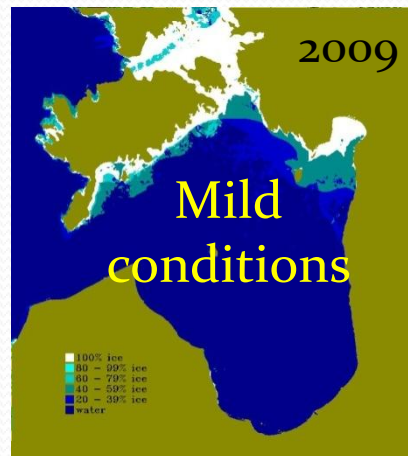 2009
Mild
conditions
100% ice
80 - 99% ice
60 - 79% ice
40 - 59% ice
20 - 39% ice
water